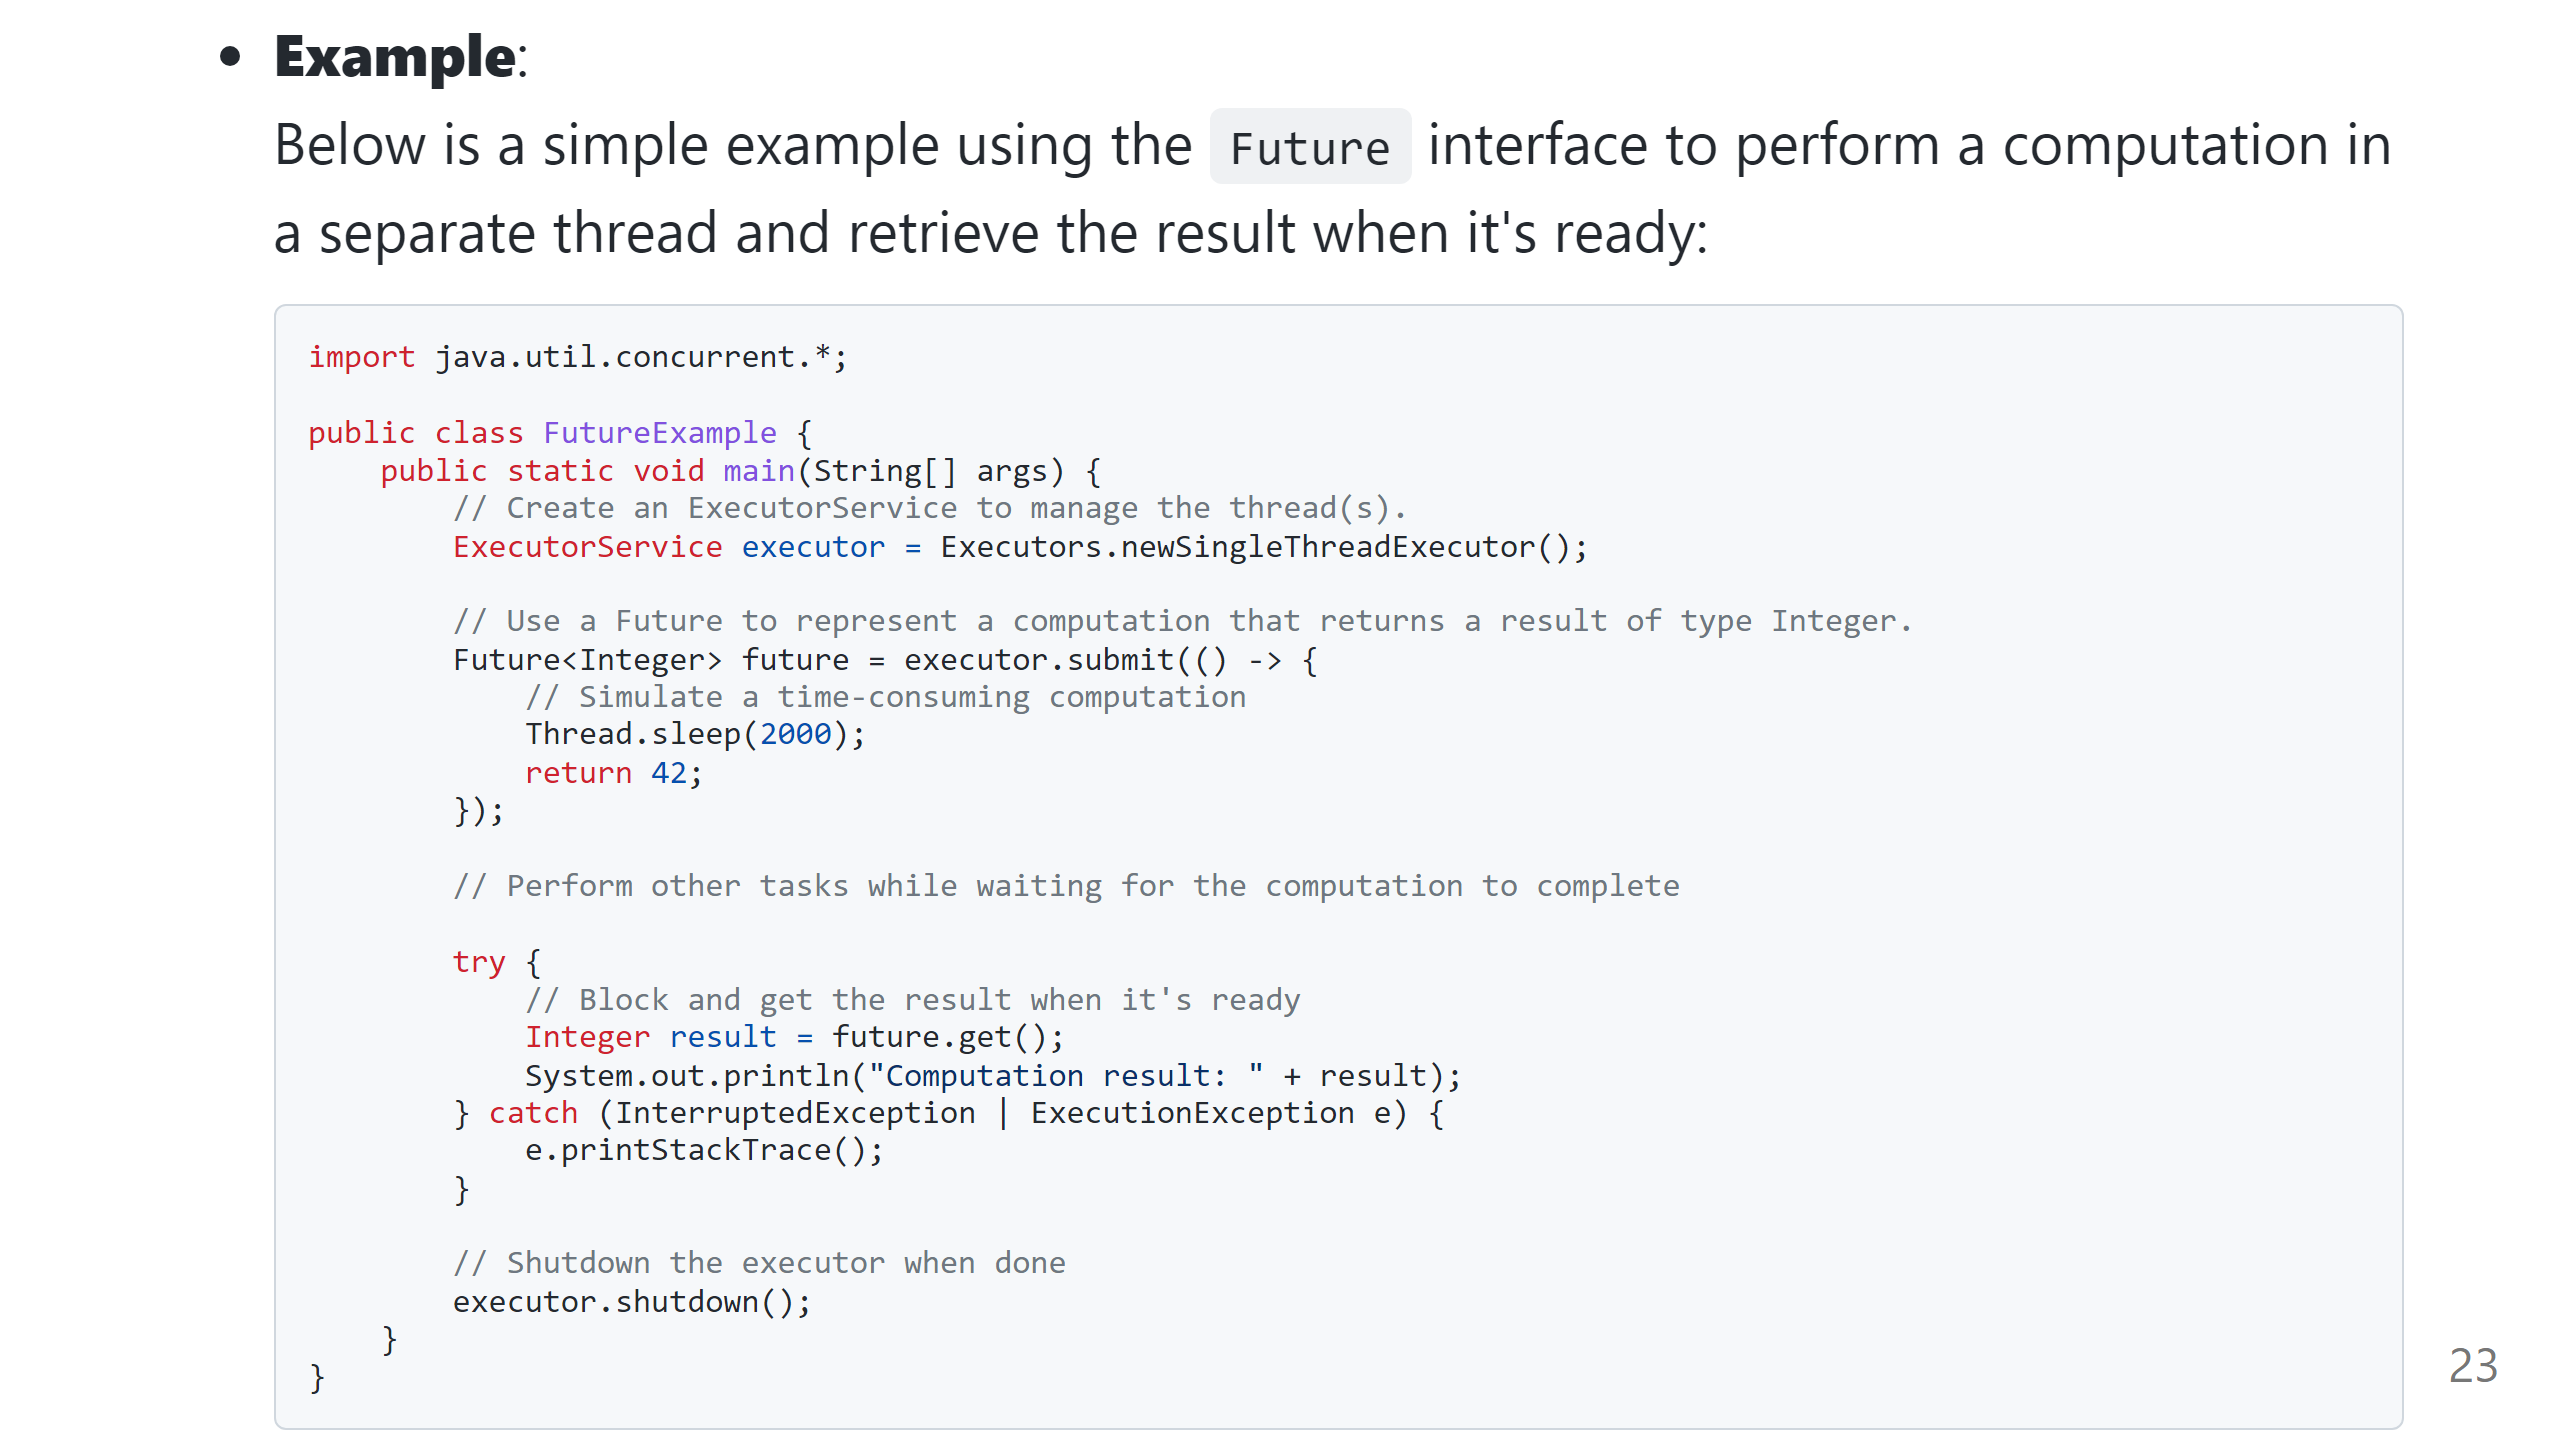 • Example:
Below is a simple example using the Future interface to perform a computation in
a separate thread and retrieve the result when it's ready:
import java.util.concurrent.*;

public class FutureExample {
    public static void main(String[] args) {
        // Create an ExecutorService to manage the thread(s).
        ExecutorService executor = Executors.newSingleThreadExecutor();

        // Use a Future to represent a computation that returns a result of type Integer.
        Future<Integer> future = executor.submit(() -> {
            // Simulate a time-consuming computation
            Thread.sleep(2000);
            return 42;
        });

        // Perform other tasks while waiting for the computation to complete

        try {
            // Block and get the result when it's ready
            Integer result = future.get();
            System.out.println("Computation result: " + result);
        } catch (InterruptedException | ExecutionException e) {
            e.printStackTrace();
        }

        // Shutdown the executor when done
        executor.shutdown();
    }
}
23